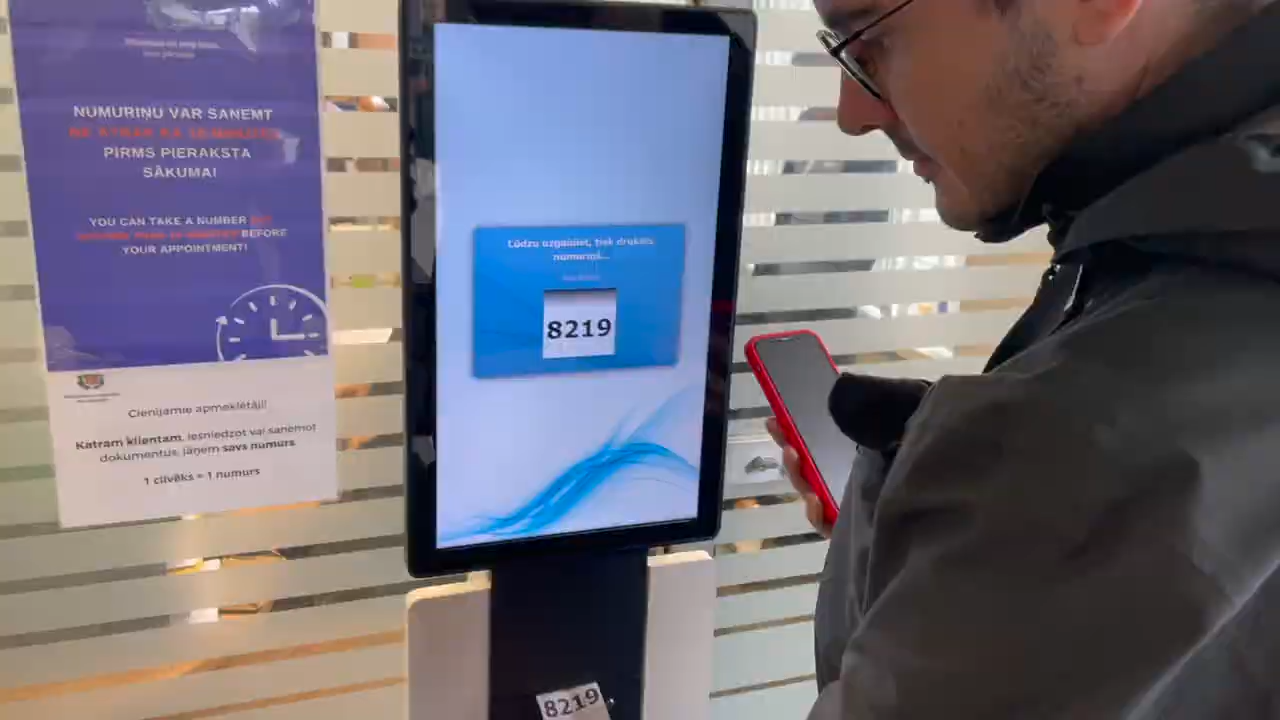 NUMURIŅU VAR SAŅEMT
PIRMS PIERAKSTA
SĀKUMA!
YOU CAN TAKE A NUMBER
BEFORE
YOUR APPOINTMENT!
Cienījamie apmeklētāji!
Katram klientam, iesniedzot vai saņemot
dokumentus, jāņem savs numurs
1 cilvēks = 1 numurs
Lūdzu uzgaidiet, tiek drukāts
numuriņš...
8219
8219